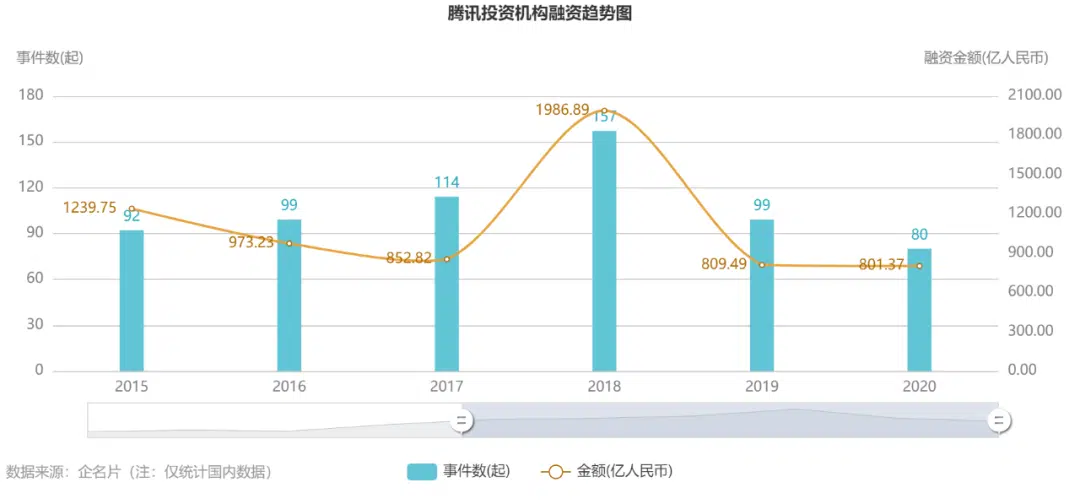 腾讯投资机构融资趋势图
事件数(起) 融资金额(亿人民币)
180 2100.00
150 1800.00
120 1500.00
90 1200.00
60 900.00
30 600.00
0 300.00
0.00
1239.75 973.23 852.82 1986.89 809.49 801.37
92 99 114 157 99 80
2015 2016 2017 2018 2019 2020
数据来源：企名片（注：仅统计国内数据） 事件数(起) 金额(亿人民币)